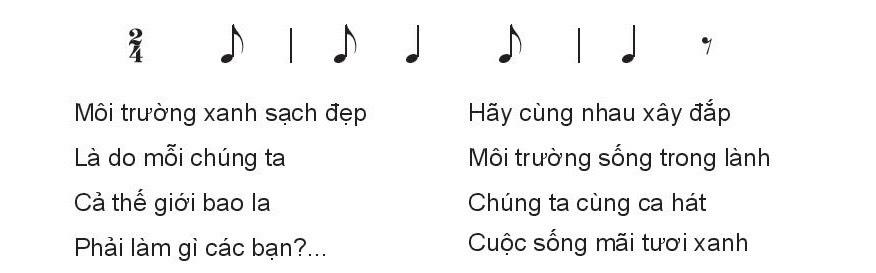 2/4
Môi trường xanh sạch đẹp
Là do mỗi chúng ta
Cả thế giới bao la
Phải làm gì các bạn?...
Hãy cùng nhau xây đắp
Môi trường sống trong lành
Chúng ta cùng ca hát
Cuộc sống mãi tươi xanh